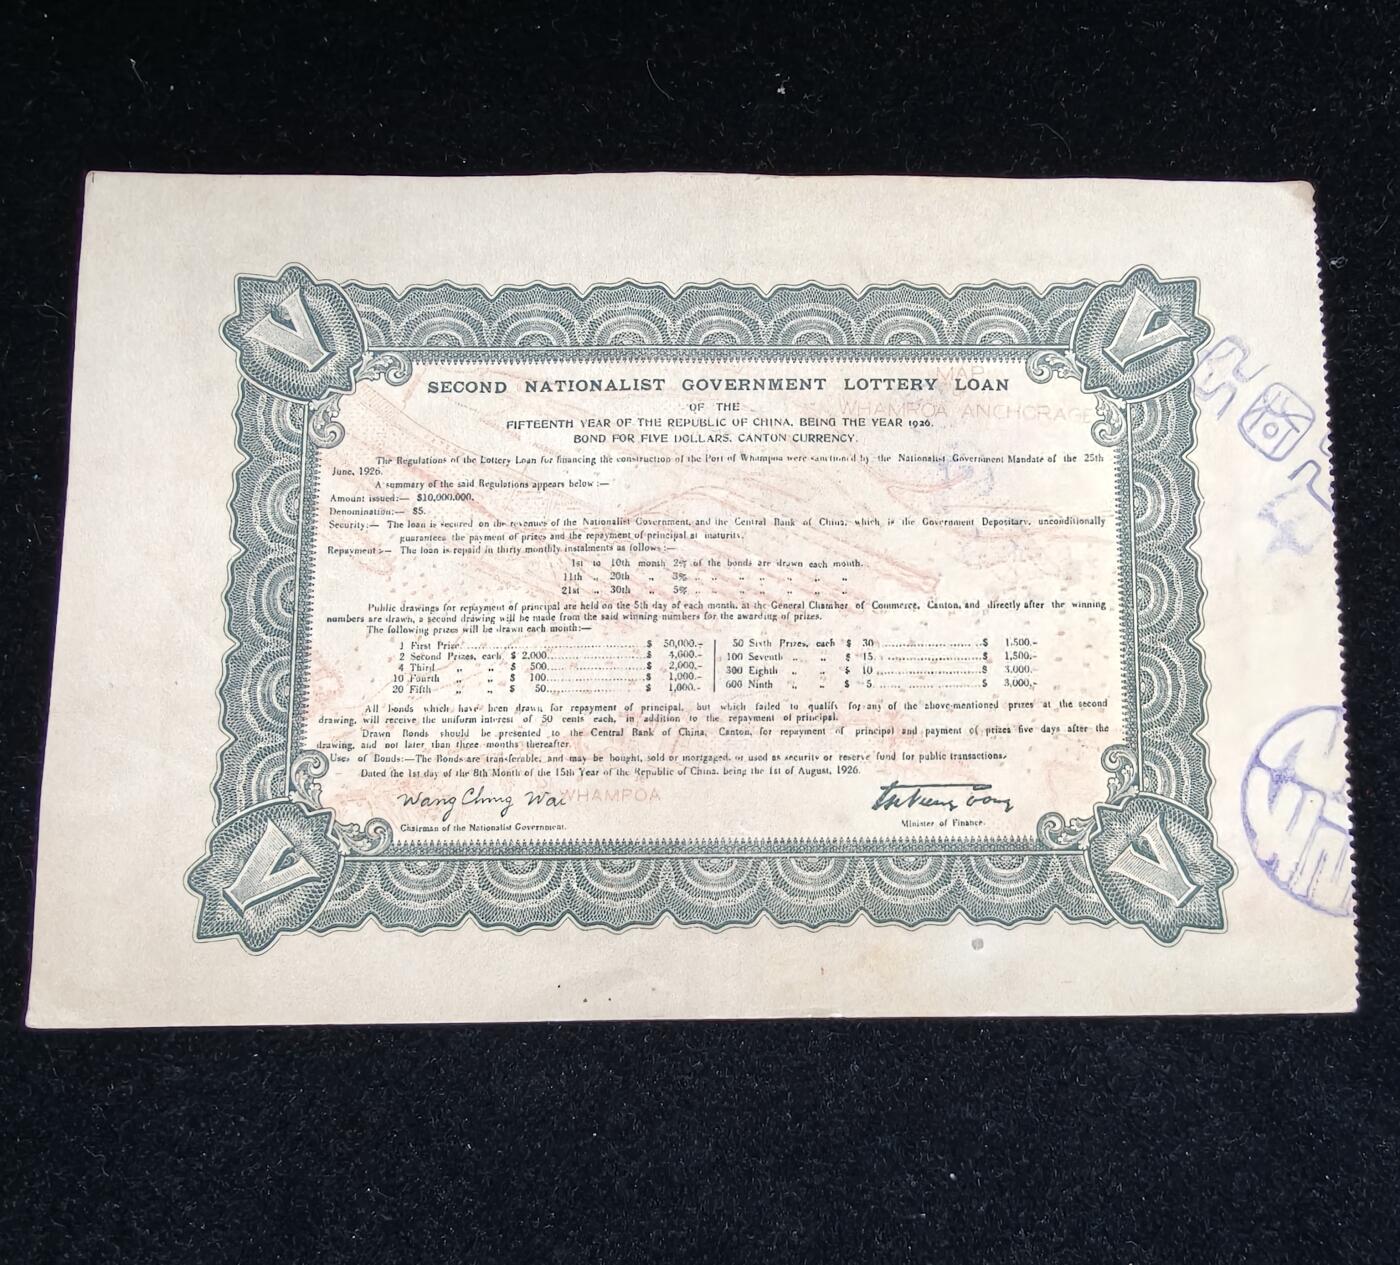 V V
SECOND NATIONALIST GOVERNMENT LOTTERY LOAN
OF THE
FIFTEENTH YEAR OF THE REPUBLIC OF CHINA, BEING THE YEAR 1926.
BOND FOR FIVE DOLLARS, CANTON CURRENCY.
MAP
WHAMPOA ANCHORAGE
The Regulations of the Lottery Loan for financing the construction of the Port of Whampoa were sanctioned by the Nationalist Government Mandate of the 25th
June, 1926.
A summary of the said Regulations appears below :—
Amount issued:— $10,000,000.
Denomination:— $5.
Security:— The loan is secured on the revenues of the Nationalist Government, and the Central Bank of China, which is the Government Depositary, unconditionally
guarantees the payment of prizes and the repayment of principal at maturity.
Repayment :— The loan is repaid in thirty monthly instalments as follows :—
1st to 10th month 2% of the bonds are drawn each month.
11th „ 20th „ 3% „ „ „ „ „ „ „
21st „ 30th „ 5% „ „ „ „ „ „ „
Public drawings for repayment of principal are held on the 5th day of each month, at the General Chamber of Commerce, Canton, and directly after the winning
numbers are drawn, a second drawing will be made from the said winning numbers for the awarding of prizes.
The following prizes will be drawn each month:—
1 First Prize ........ $ 50,000.-
2 Second Prizes, each $ 2,000 ........ $ 4,000.-
4 Third „ „ $ 500 ........ $ 2,000.-
10 Fourth „ „ $ 100 ........ $ 1,000.-
20 Fifth „ „ $ 50 ........ $ 1,000.-
50 Sixth Prizes, each $ 30 ........ $ 1,500.-
100 Seventh „ „ $ 15 ........ $ 1,500.-
300 Eighth „ „ $ 10 ........ $ 3,000.-
600 Ninth „ „ $ 5 ........ $ 3,000.-
All bonds which have been drawn for repayment of principal, but which failed to qualify for any of the above-mentioned prizes at the second
drawing, will receive the uniform interest of 50 cents each, in addition to the repayment of principal.
Drawn Bonds should be presented to the Central Bank of China, Canton, for repayment of principal and payment of prizes five days after the
drawing, and not later than three months thereafter.
Uses of Bonds:—The Bonds are transferable, and may be bought, sold or mortgaged, or used as security or reserve fund for public transactions.
Dated the 1st day of the 8th Month of the 15th Year of the Republic of China, being the 1st of August, 1926.
Wang Ching Wai
WHAMPOA
Chairman of the Nationalist Government.
Minister of Finance.
V V